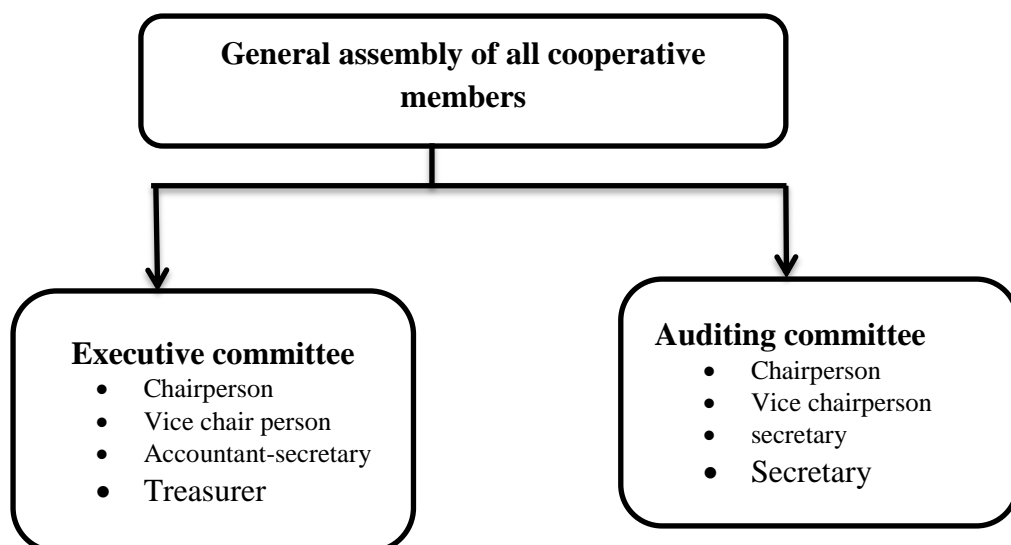 General assembly of all cooperative
members
Executive committee
• Chairperson
• Vice chair person
• Accountant-secretary
• Treasurer
Auditing committee
• Chairperson
• Vice chairperson
• secretary
• Secretary